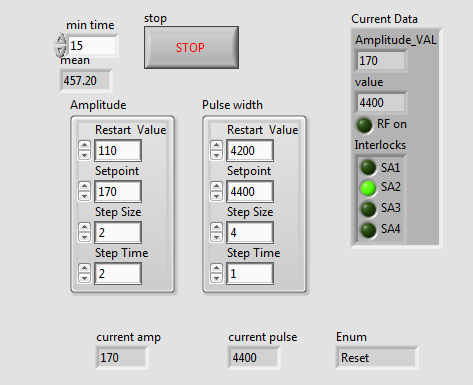 min time
15
mean
457.20
stop
STOP
Amplitude
Restart Value
110
Setpoint
170
Step Size
2
Step Time
2
Pulse width
Restart Value
4200
Setpoint
4400
Step Size
4
Step Time
1
Current Data
Amplitude_VAL
170
value
4400
RF on
Interlocks
SA1
SA2
SA3
SA4
current amp
170
current pulse
4400
Enum
Reset